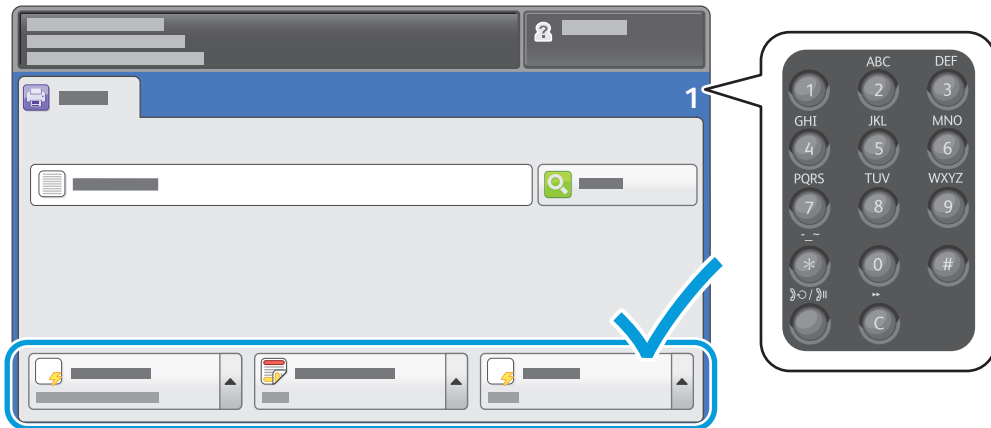 ?
1
ABC DEF
1 2 3
GHI JKL MNO
4 5 6
PQRS TUV WXYZ
7 8 9
-_~
* 0 #
/
C